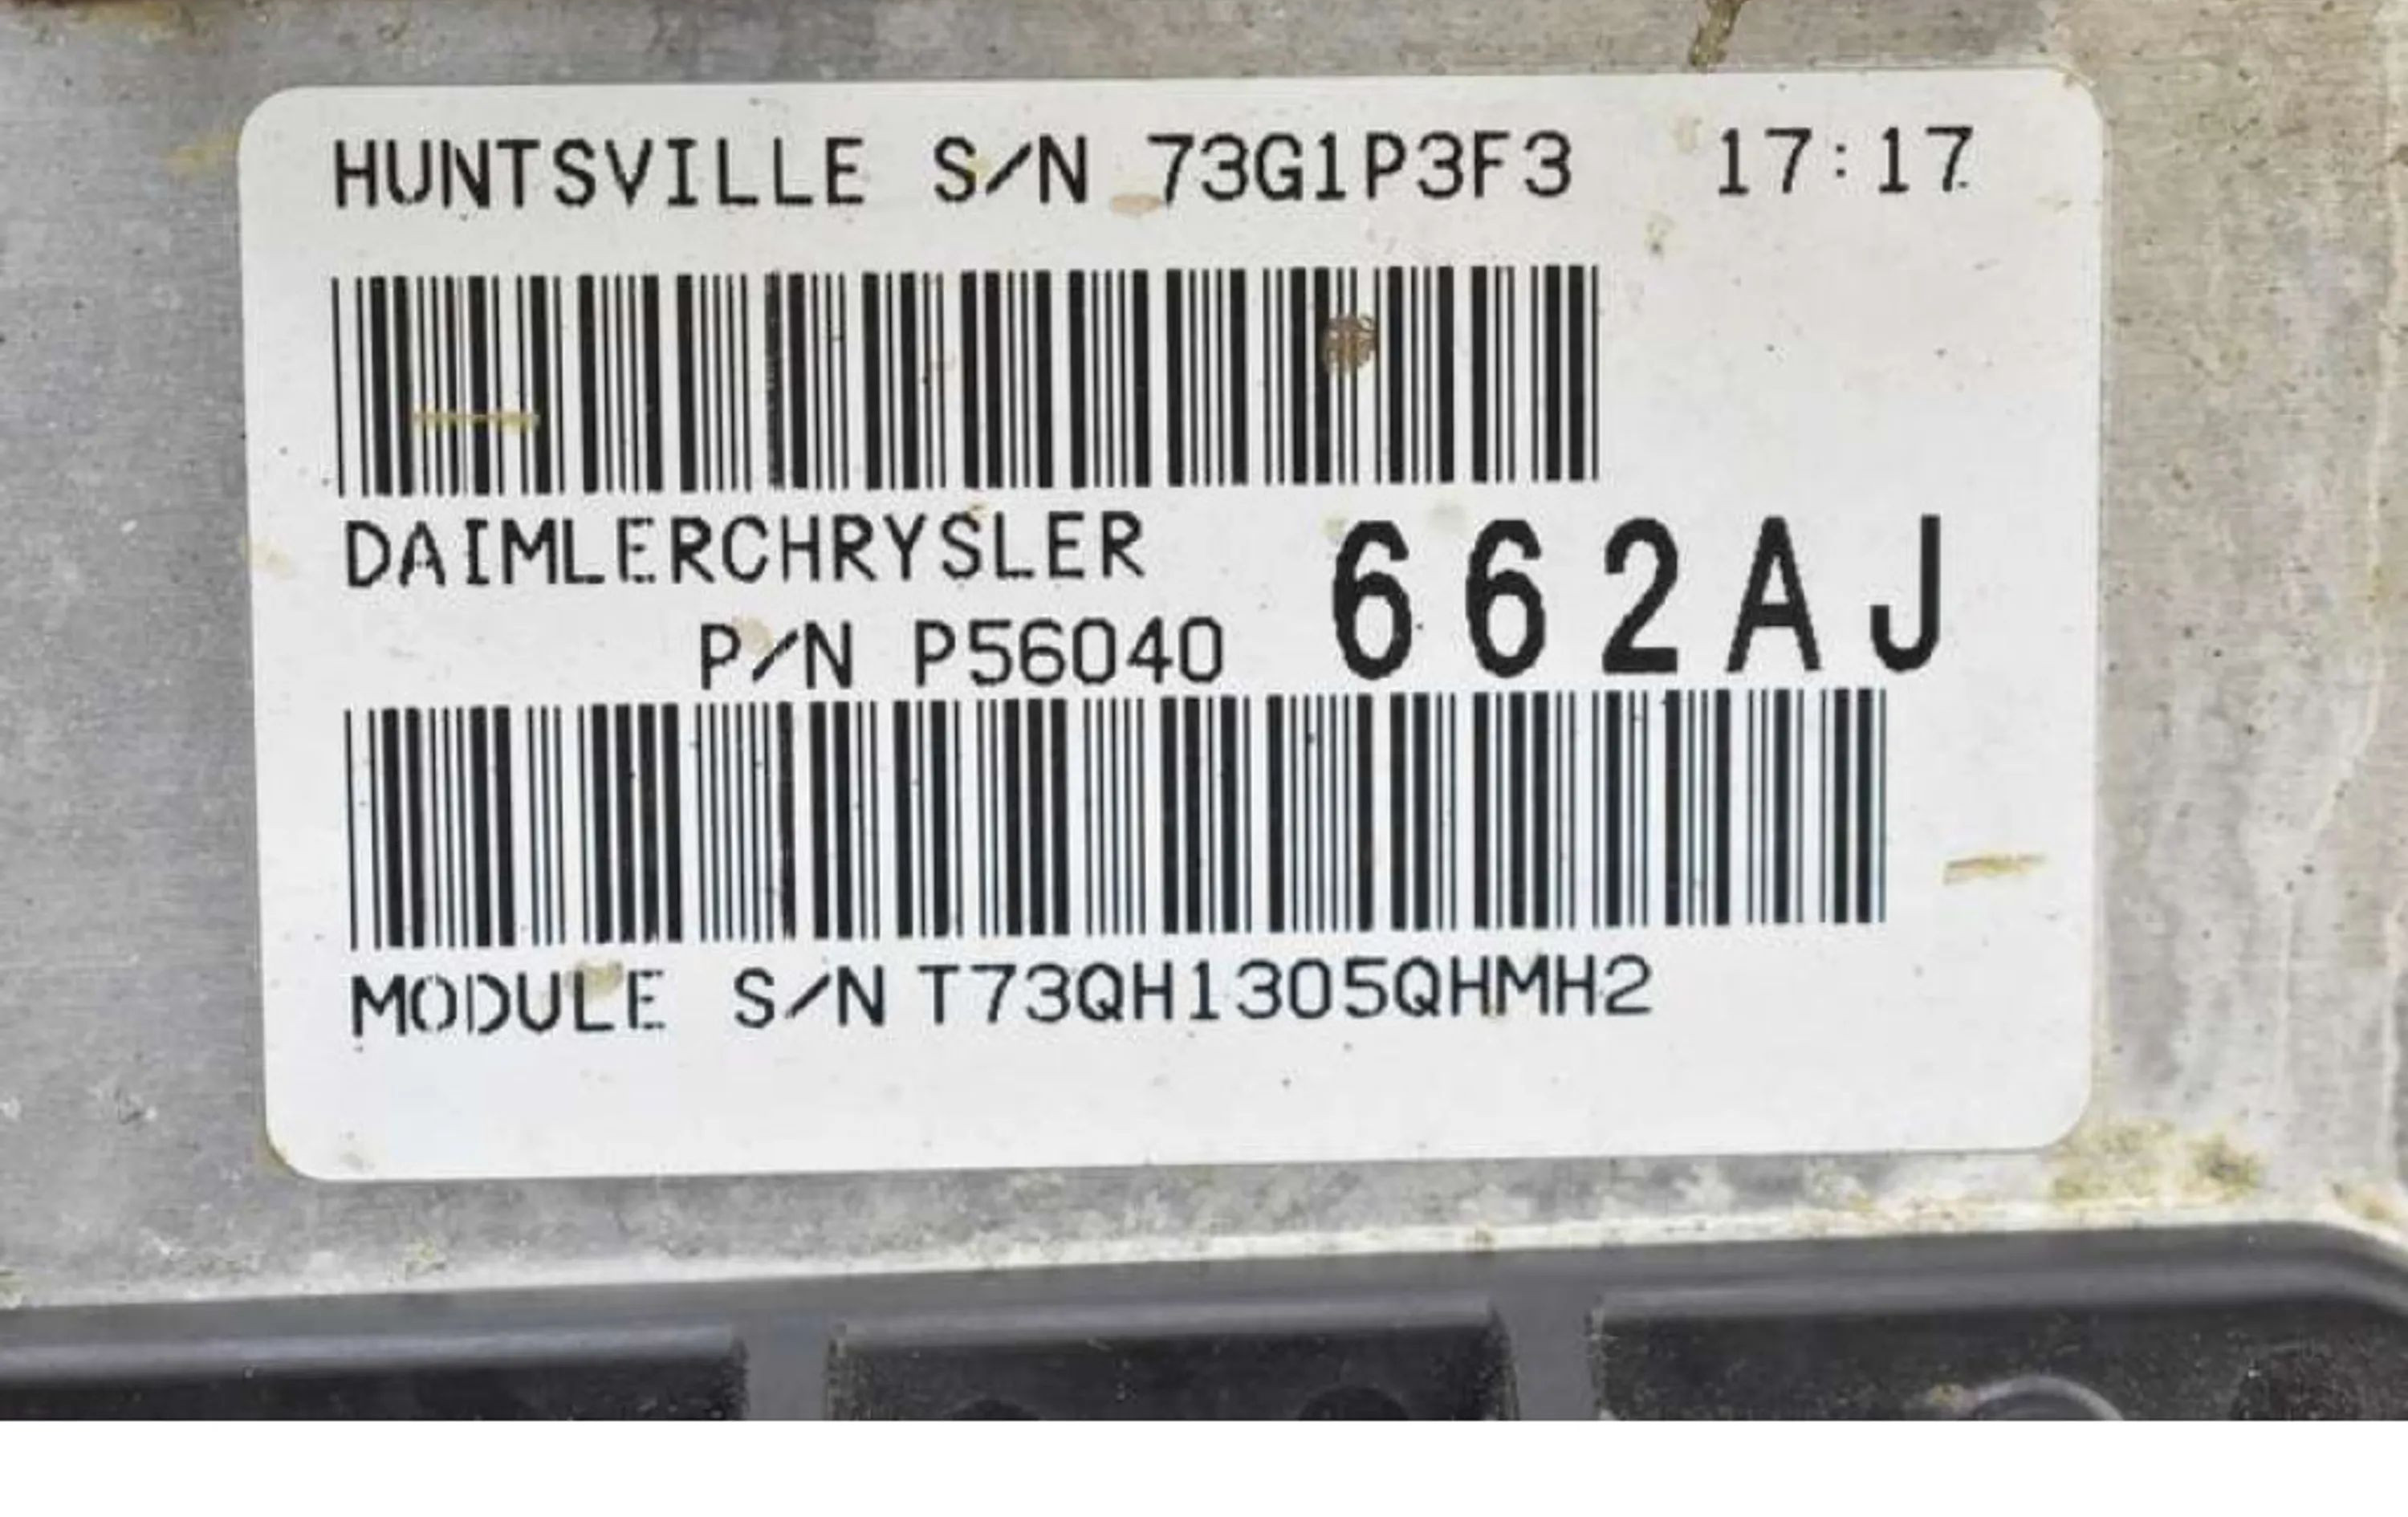 HUNTSVILLE S/N 73G1P3F3 17:17
DAIMLERCHRYSLER 662AJ
P/N P56040
MODULE S/N T73QH1305QHMH2